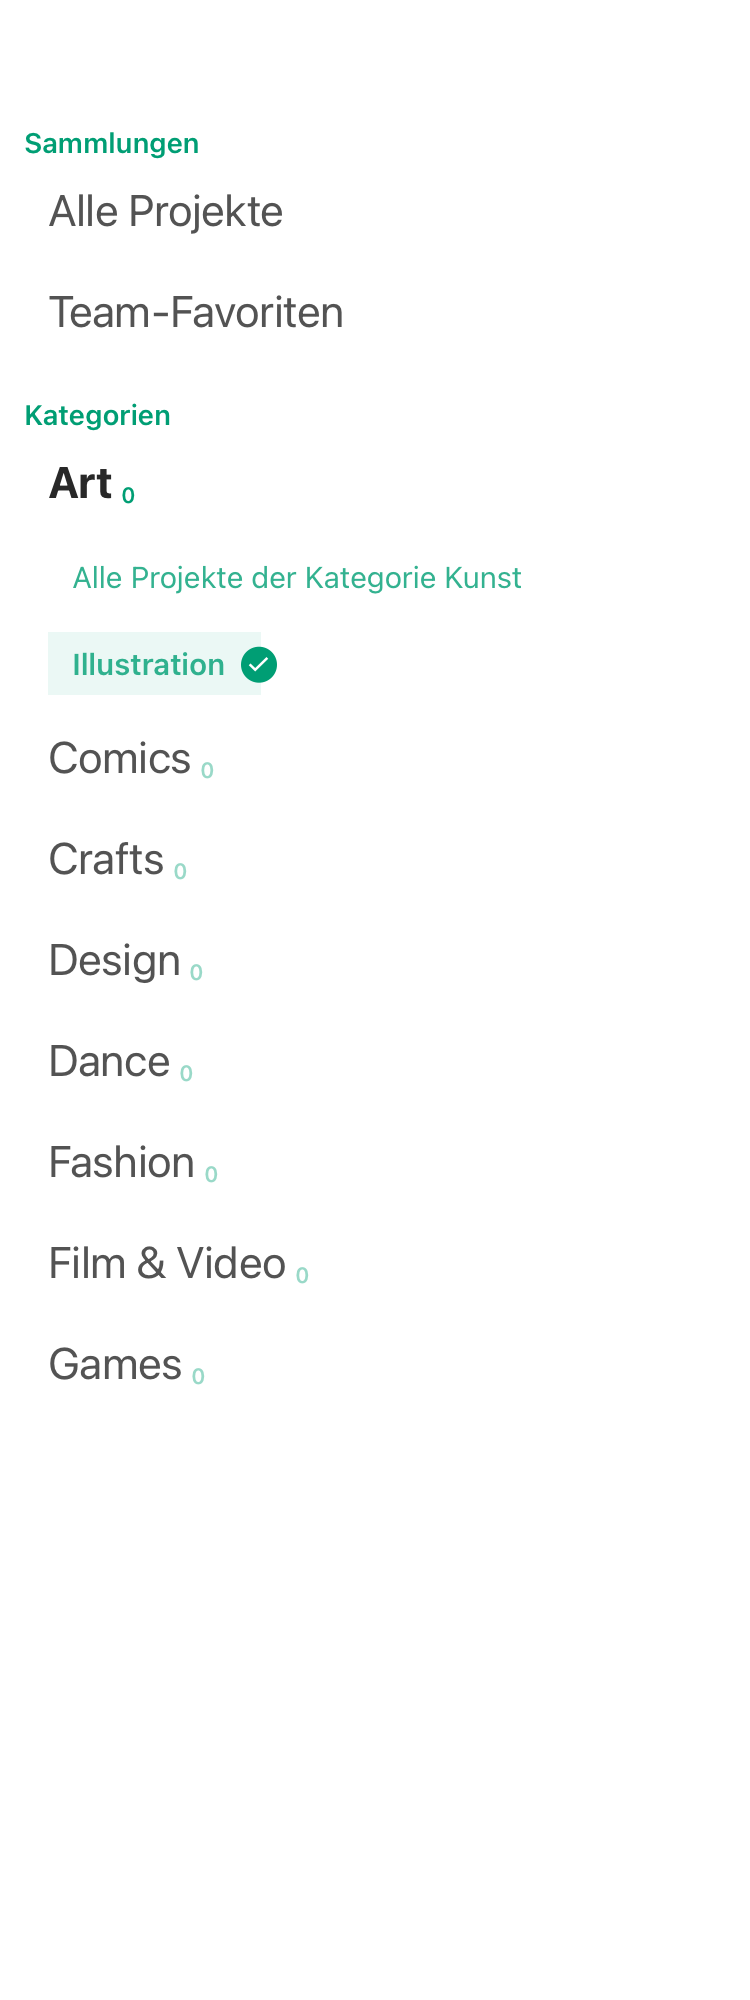 Sammlungen
Alle Projekte
Team-Favoriten
Kategorien
Art 0
Alle Projekte der Kategorie Kunst
Illustration
Comics 0
Crafts 0
Design 0
Dance 0
Fashion 0
Film & Video 0
Games 0